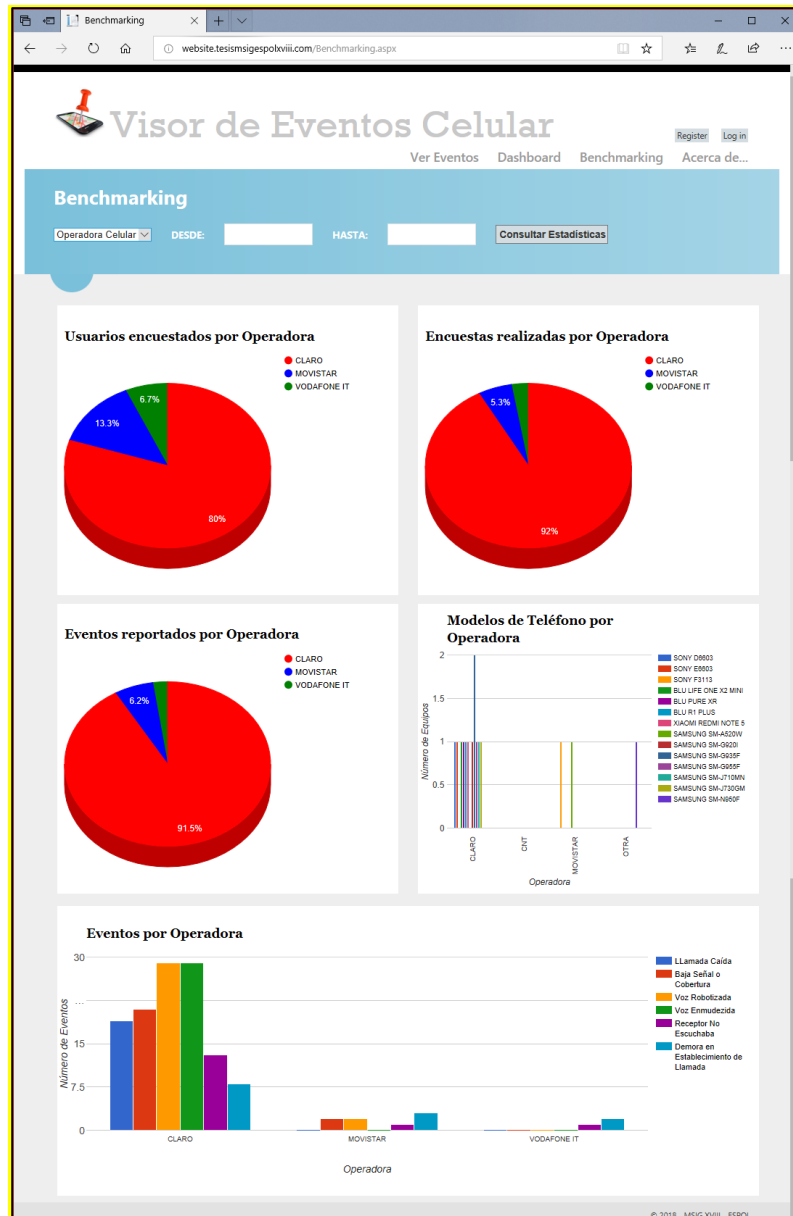 Benchmarking
website.tesismsigespolxviii.com/Benchmarking.aspx
Visor de Eventos Celular
Register Log in
Ver Eventos Dashboard Benchmarking Acerca de...
Benchmarking
Operadora Celular DESDE: HASTA: Consultar Estadísticas
Usuarios encuestados por Operadora
CLARO
MOVISTAR
VODAFONE IT
6.7%
13.3%
80%
Encuestas realizadas por Operadora
CLARO
MOVISTAR
VODAFONE IT
5.3%
92%
Eventos reportados por Operadora
CLARO
MOVISTAR
VODAFONE IT
6.2%
91.5%
Modelos de Teléfono por
Operadora
2
1.5
1
0.5
0
Número de Equipos
CLARO
CNT
MOVISTAR
OTRA
Operadora
SONY D6603
SONY E6603
SONY F3113
BLU LIFE ONE X2 MINI
BLU PURE XR
BLU R1 PLUS
XIAOMI REDMI NOTE 5
SAMSUNG SM-A520W
SAMSUNG SM-G920I
SAMSUNG SM-G935F
SAMSUNG SM-G955F
SAMSUNG SM-J710MN
SAMSUNG SM-J730GM
SAMSUNG SM-N950F
Eventos por Operadora
30
...
15
7.5
0
Número de Eventos
CLARO
MOVISTAR
VODAFONE IT
Operadora
LLamada Caída
Baja Señal o
Cobertura
Voz Robotizada
Voz Enmudezida
Receptor No
Escuchaba
Demora en
Establecimiento de
Llamada
© 2018 - MSIG XVIII - ESPOL